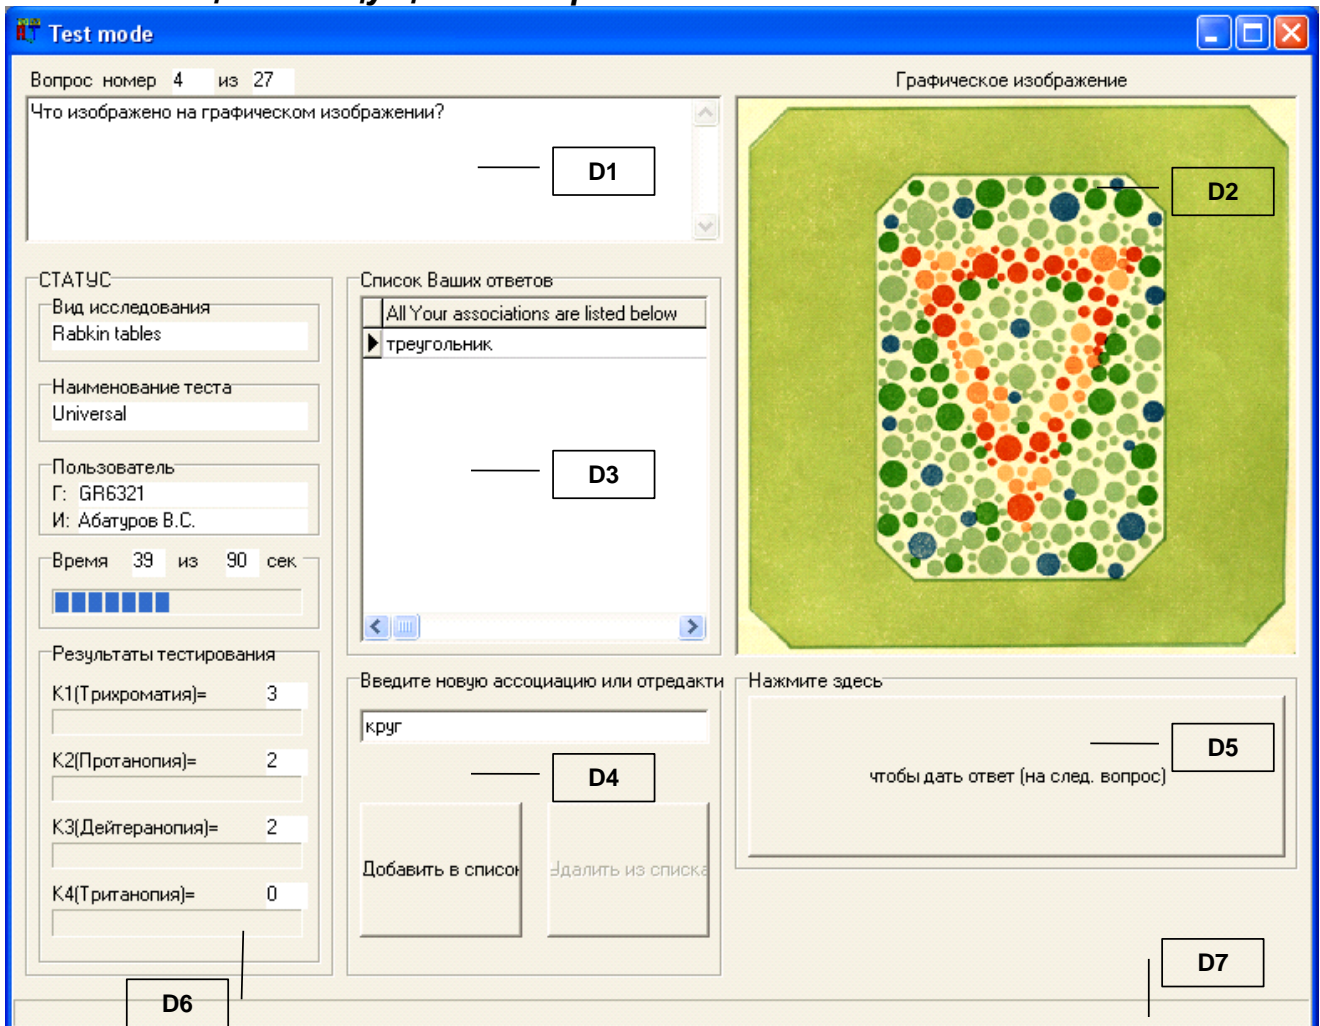 Test mode
Вопрос номер 4 из 27
Графическое изображение
Что изображено на графическом изображении?
D1
D2
СТАТУС
Вид исследования
Rabkin tables
Наименование теста
Universal
Пользователь
Г: GR6321
И: Абатуров В.С.
Время 39 из 90 сек
Результаты тестирования
К1(Трихроматия)= 3
К2(Протанопия)= 2
К3(Дейтеранопия)= 2
К4(Тританопия)= 0
D6
Список Ваших ответов
All Your associations are listed below
треугольник
D3
Введите новую ассоциацию или отредакти
круг
D4
Добавить в список
Удалить из списка
Нажмите здесь
чтобы дать ответ (на след. вопрос)
D5
D7